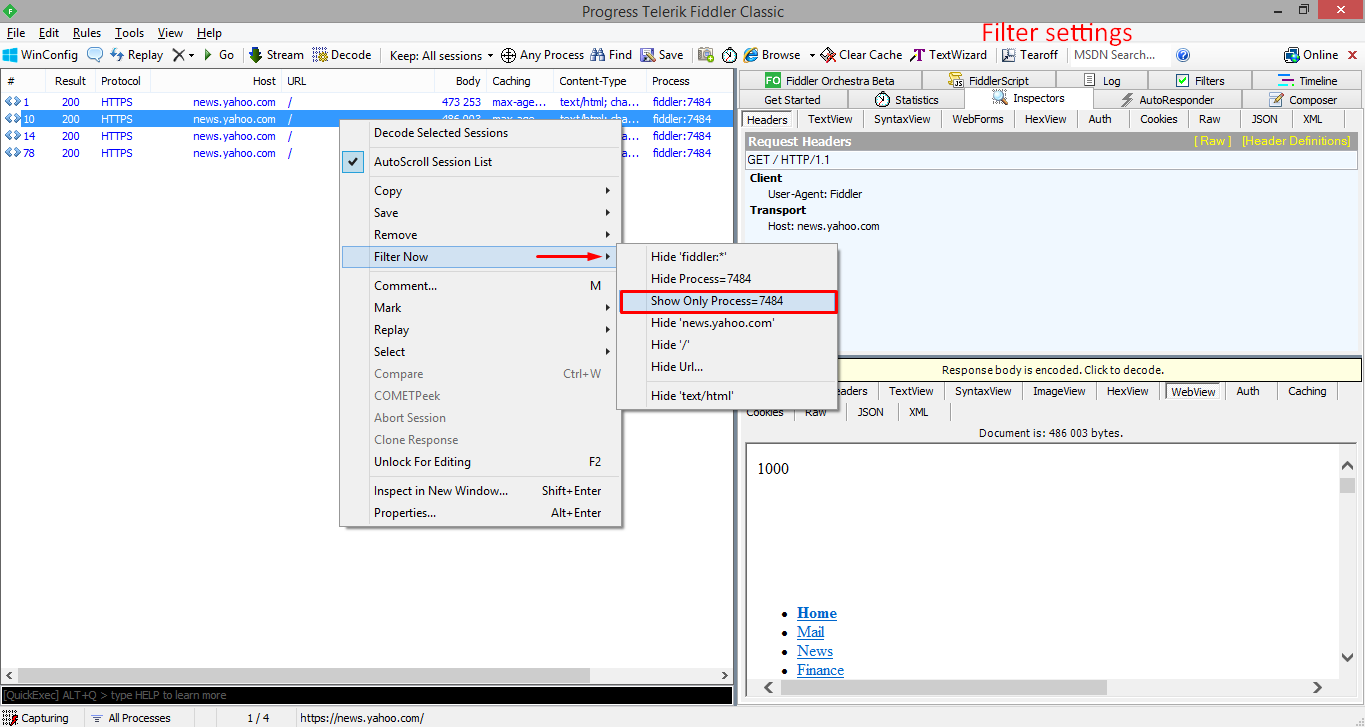 Progress Telerik Fiddler Classic
Filter settings
File Edit Rules Tools View Help
WinConfig Replay Go Stream Decode Keep: All sessions Any Process Find Save Browse Clear Cache TextWizard Tearoff MSDN Search... Online
# Result Protocol Host URL Body Caching Content-Type Process
1 200 HTTPS news.yahoo.com / 473 253 max-age... text/html; cha... fiddler:7484
10 200 HTTPS news.yahoo.com / 486 003 max-age... text/html; cha... fiddler:7484
14 200 HTTPS news.yahoo.com / fiddler:7484
78 200 HTTPS news.yahoo.com / fiddler:7484
Decode Selected Sessions
AutoScroll Session List
Copy
Save
Remove
Filter Now
Comment... M
Mark
Replay
Select
Compare Ctrl+W
COMETPeek
Abort Session
Clone Response
Unlock For Editing F2
Inspect in New Window... Shift+Enter
Properties... Alt+Enter
Hide 'fiddler:*'
Hide Process=7484
Show Only Process=7484
Hide 'news.yahoo.com'
Hide '/'
Hide Url...
Hide 'text/html'
FO Fiddler Orchestra Beta FiddlerScript Log Filters Timeline
Get Started Statistics Inspectors AutoResponder Composer
Headers TextView SyntaxView WebForms HexView Auth Cookies Raw JSON XML
Request Headers [ Raw ] [Header Definitions]
GET / HTTP/1.1
Client
User-Agent: Fiddler
Transport
Host: news.yahoo.com
Response body is encoded. Click to decode.
TextView SyntaxView ImageView HexView WebView Auth Caching
Cookies Raw JSON XML
Document is: 486 003 bytes.
1000
Home
Mail
News
Finance
[QuickExec] ALT+Q > type HELP to learn more
Capturing All Processes 1 / 4 https://news.yahoo.com/